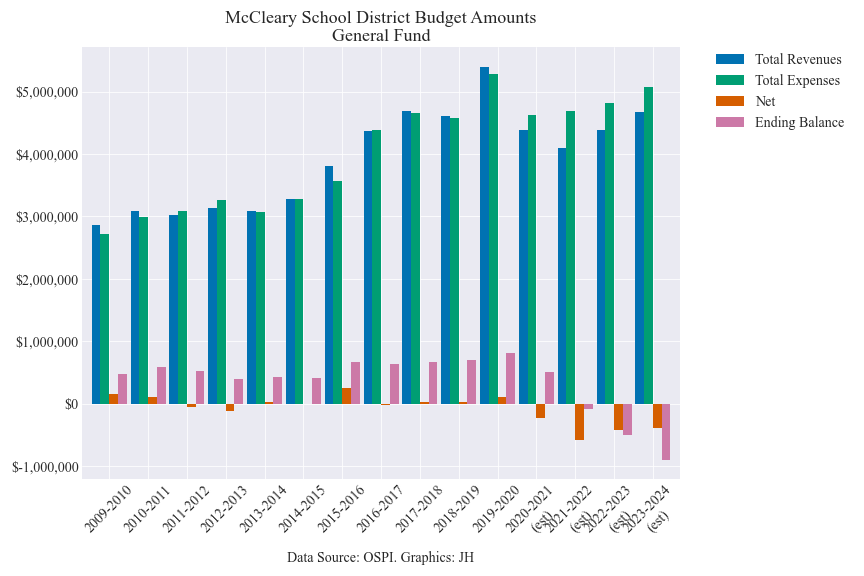 McCleary School District Budget Amounts
General Fund
Total Revenues
Total Expenses
Net
Ending Balance
$5,000,000
$4,000,000
$3,000,000
$2,000,000
$1,000,000
$0
$-1,000,000
2009-2010
2010-2011
2011-2012
2012-2013
2013-2014
2014-2015
2015-2016
2016-2017
2017-2018
2018-2019
2019-2020
2020-2021
(est)
2021-2022
(est)
2022-2023
(est)
2023-2024
(est)
Data Source: OSPI. Graphics: JH